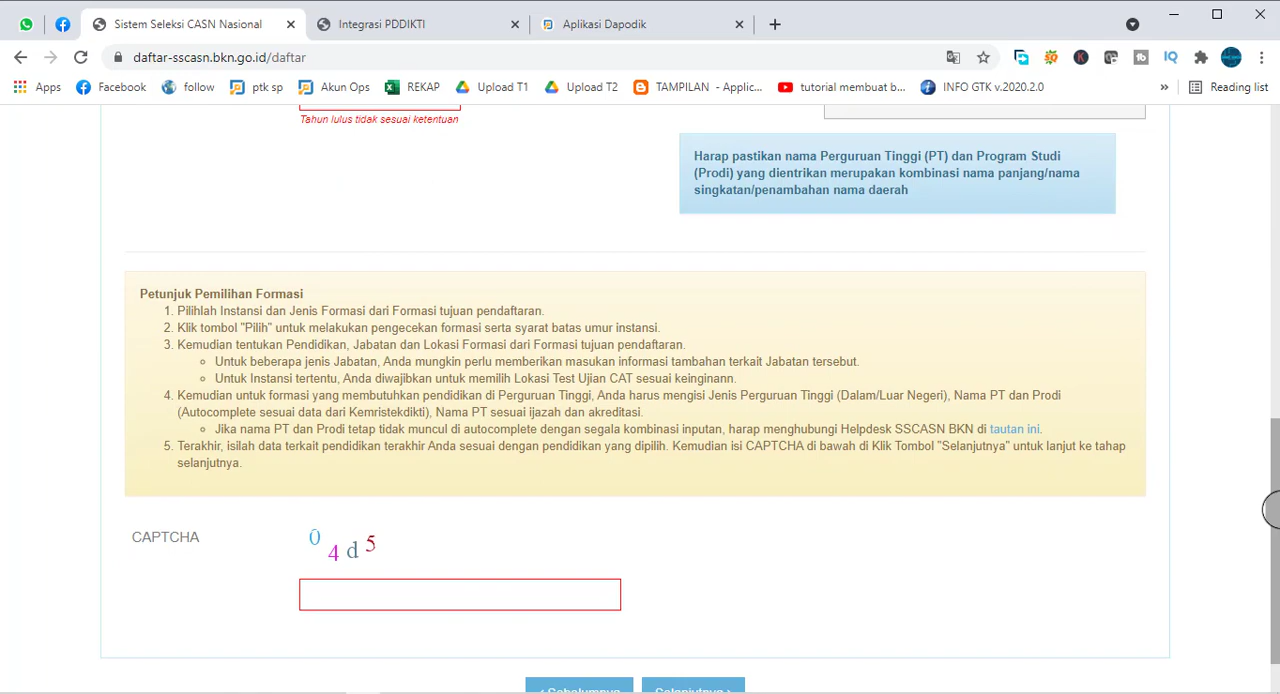 Sistem Seleksi CASN Nasional
Integrasi PDDIKTI
Aplikasi Dapodik
daftar-sscasn.bkn.go.id/daftar
Apps
Facebook
follow
ptk sp
Akun Ops
REKAP
Upload T1
Upload T2
TAMPILAN - Applic...
tutorial membuat b...
INFO GTK v.2020.2.0
Reading list
Tahun lulus tidak sesuai ketentuan
Harap pastikan nama Perguruan Tinggi (PT) dan Program Studi
(Prodi) yang dientrikan merupakan kombinasi nama panjang/nama
singkatan/penambahan nama daerah
Petunjuk Pemilihan Formasi
1. Pilihlah Instansi dan Jenis Formasi dari Formasi tujuan pendaftaran.
2. Klik tombol "Pilih" untuk melakukan pengecekan formasi serta syarat batas umur instansi.
3. Kemudian tentukan Pendidikan, Jabatan dan Lokasi Formasi dari Formasi tujuan pendaftaran.
Untuk beberapa jenis Jabatan, Anda mungkin perlu memberikan masukan informasi tambahan terkait Jabatan tersebut.
Untuk Instansi tertentu, Anda diwajibkan untuk memilih Lokasi Test Ujian CAT sesuai keinginann.
4. Kemudian untuk formasi yang membutuhkan pendidikan di Perguruan Tinggi, Anda harus mengisi Jenis Perguruan Tinggi (Dalam/Luar Negeri), Nama PT dan Prodi
(Autocomplete sesuai data dari Kemristekdikti), Nama PT sesuai ijazah dan akreditasi.
Jika nama PT dan Prodi tetap tidak muncul di autocomplete dengan segala kombinasi inputan, harap menghubungi Helpdesk SSCASN BKN di tautan ini.
5. Terakhir, isilah data terkait pendidikan terakhir Anda sesuai dengan pendidikan yang dipilih. Kemudian isi CAPTCHA di bawah di Klik Tombol "Selanjutnya" untuk lanjut ke tahap
selanjutnya.
CAPTCHA
0 4 d 5
‹ Sebelumnya
Selanjutnya ›